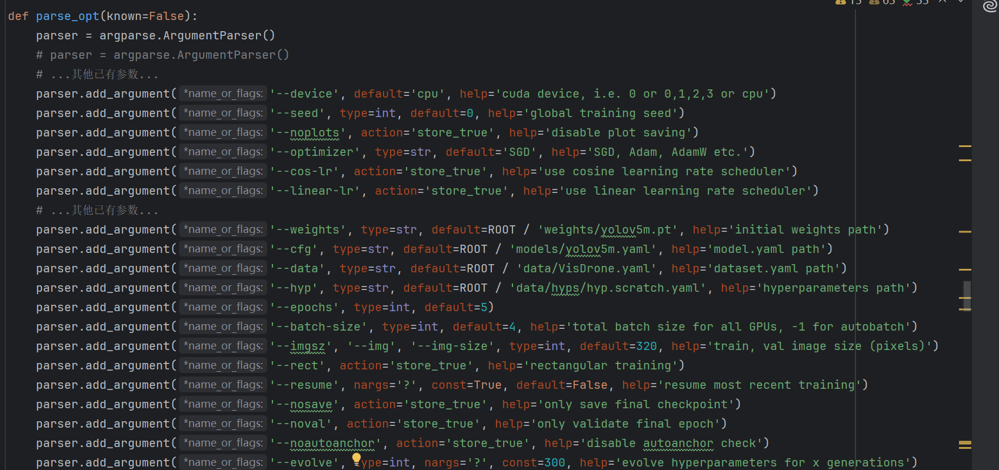 def parse_opt(known=False):
    parser = argparse.ArgumentParser()
    # parser = argparse.ArgumentParser()
    # ...其他已有参数...
    parser.add_argument( *name_or_flags: '--device', default='cpu', help='cuda device, i.e. 0 or 0,1,2,3 or cpu')
    parser.add_argument( *name_or_flags: '--seed', type=int, default=0, help='global training seed')
    parser.add_argument( *name_or_flags: '--noplots', action='store_true', help='disable plot saving')
    parser.add_argument( *name_or_flags: '--optimizer', type=str, default='SGD', help='SGD, Adam, AdamW etc.')
    parser.add_argument( *name_or_flags: '--cos-lr', action='store_true', help='use cosine learning rate scheduler')
    parser.add_argument( *name_or_flags: '--linear-lr', action='store_true', help='use linear learning rate scheduler')
    # ...其他已有参数...
    parser.add_argument( *name_or_flags: '--weights', type=str, default=ROOT / 'weights/yolov5m.pt', help='initial weights path')
    parser.add_argument( *name_or_flags: '--cfg', type=str, default=ROOT / 'models/yolov5m.yaml', help='model.yaml path')
    parser.add_argument( *name_or_flags: '--data', type=str, default=ROOT / 'data/VisDrone.yaml', help='dataset.yaml path')
    parser.add_argument( *name_or_flags: '--hyp', type=str, default=ROOT / 'data/hyps/hyp.scratch.yaml', help='hyperparameters path')
    parser.add_argument( *name_or_flags: '--epochs', type=int, default=5)
    parser.add_argument( *name_or_flags: '--batch-size', type=int, default=4, help='total batch size for all GPUs, -1 for autobatch')
    parser.add_argument( *name_or_flags: '--imgsz', '--img', '--img-size', type=int, default=320, help='train, val image size (pixels)')
    parser.add_argument( *name_or_flags: '--rect', action='store_true', help='rectangular training')
    parser.add_argument( *name_or_flags: '--resume', nargs='?', const=True, default=False, help='resume most recent training')
    parser.add_argument( *name_or_flags: '--nosave', action='store_true', help='only save final checkpoint')
    parser.add_argument( *name_or_flags: '--noval', action='store_true', help='only validate final epoch')
    parser.add_argument( *name_or_flags: '--noautoanchor', action='store_true', help='disable autoanchor check')
    parser.add_argument( *name_or_flags: '--evolve', type=int, nargs='?', const=300, help='evolve hyperparameters for x generations')